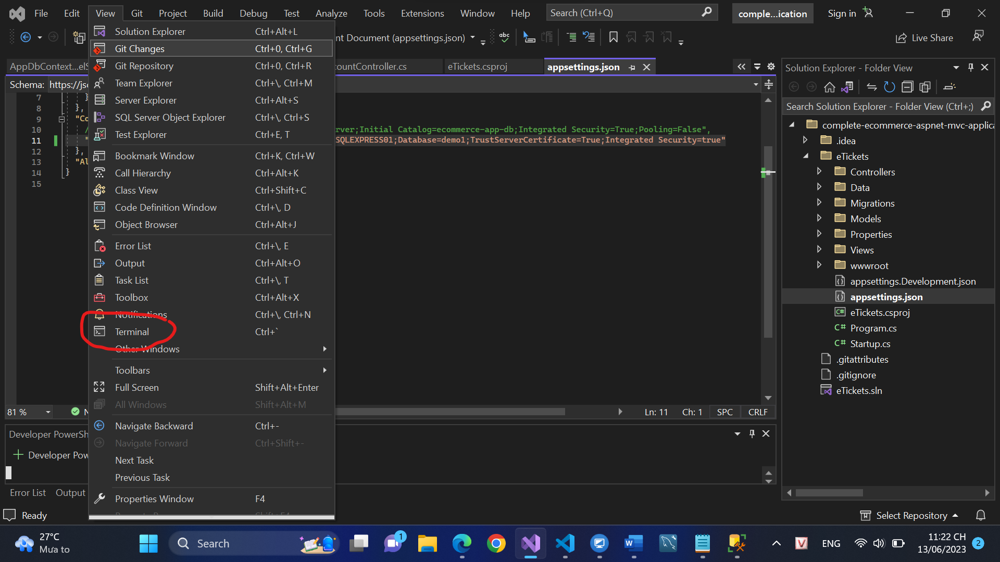 File Edit View Git Project Build Debug Test Analyze Tools Extensions Window Help Search (Ctrl+Q) comple...ication Sign in
nt Document (appsettings.json) abc Live Share
AppDbContext...elS ountController.cs eTickets.csproj appsettings.json
Schema: https://jsc
7 }
8 },
9 "Co
10 / rver;Initial Catalog=ecommerce-app-db;Integrated Security=True;Pooling=False",
11 " SQLEXPRESS01;Database=demo1;TrustServerCertificate=True;Integrated Security=true"
12 },
13 "Al
14 }
15
Solution Explorer Ctrl+Alt+L
Git Changes Ctrl+0, Ctrl+G
Git Repository Ctrl+0, Ctrl+R
Team Explorer Ctrl+\, Ctrl+M
Server Explorer Ctrl+Alt+S
SQL Server Object Explorer Ctrl+\, Ctrl+S
Test Explorer Ctrl+E, T
Bookmark Window Ctrl+K, Ctrl+W
Call Hierarchy Ctrl+Alt+K
Class View Ctrl+Shift+C
Code Definition Window Ctrl+\, D
Object Browser Ctrl+Alt+J
Error List Ctrl+\, E
Output Ctrl+Alt+O
Task List Ctrl+\, T
Toolbox Ctrl+Alt+X
Notifications Ctrl+\, Ctrl+N
Terminal Ctrl+`
Other Windows
Toolbars
Full Screen Shift+Alt+Enter
All Windows Shift+Alt+M
Navigate Backward Ctrl+-
Navigate Forward Ctrl+Shift+-
Next Task
Previous Task
Properties Window F4
81 % N Ln: 11 Ch: 1 SPC CRLF
Developer PowerSh
Developer Pow
Error List Output
Solution Explorer - Folder View
Search Solution Explorer - Folder View (Ctrl+;)
complete-ecommerce-aspnet-mvc-applica
.idea
eTickets
Controllers
Data
Migrations
Models
Properties
Views
wwwroot
appsettings.Development.json
appsettings.json
C# eTickets.csproj
C# Program.cs
C# Startup.cs
.gitattributes
.gitignore
eTickets.sln
Ready Select Repository
27°C
Mưa to
Search 1 W V ENG
11:22 CH
13/06/2023
2